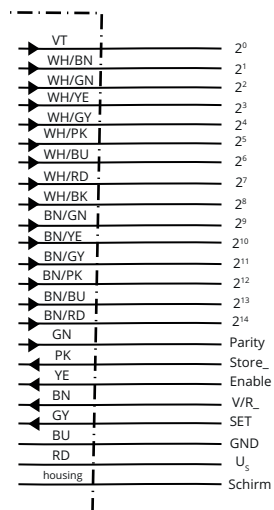 VT 2⁰
WH/BN 2¹
WH/GN 2²
WH/YE 2³
WH/GY 2⁴
WH/PK 2⁵
WH/BU 2⁶
WH/RD 2⁷
WH/BK 2⁸
BN/GN 2⁹
BN/YE 2¹⁰
BN/GY 2¹¹
BN/PK 2¹²
BN/BU 2¹³
BN/RD 2¹⁴
GN Parity
PK Store_
YE Enable
BN V/R_
GY SET
BU GND
RD Uₛ
housing Schirm